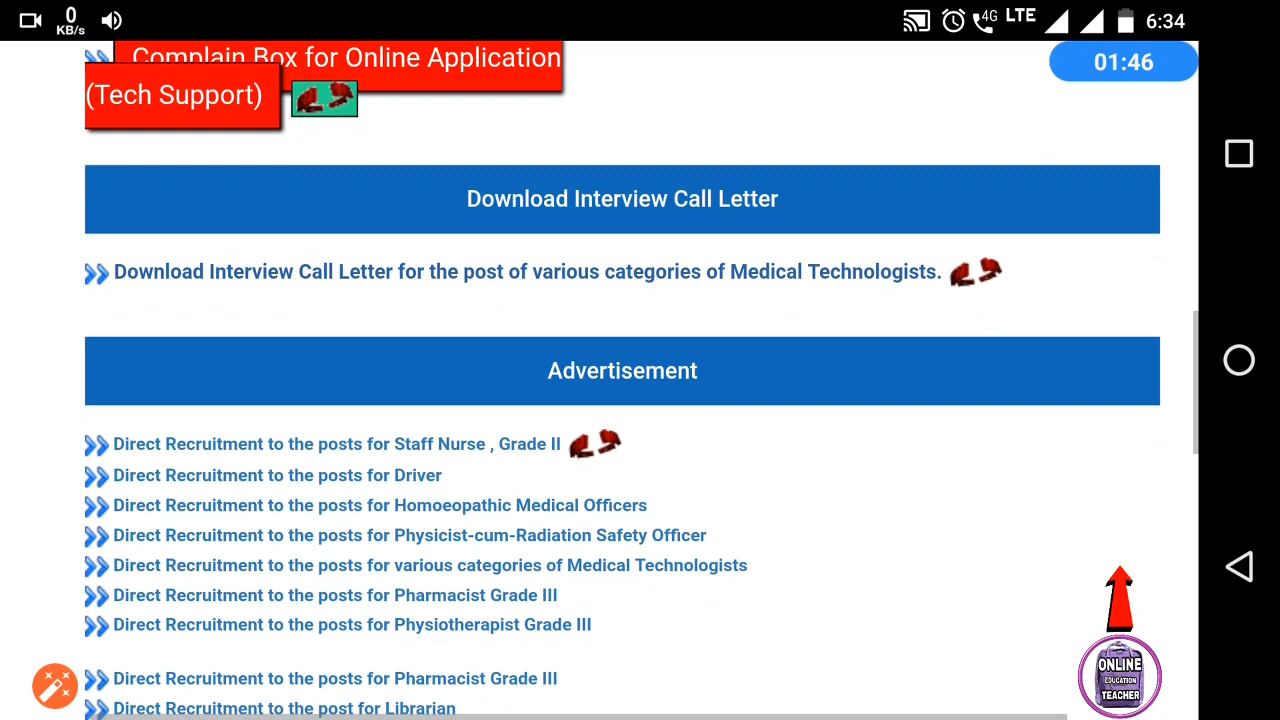 0
KB/s
4G
LTE
6:34
01:46
Complain Box for Online Application
(Tech Support)
Download Interview Call Letter
Download Interview Call Letter for the post of various categories of Medical Technologists.
Advertisement
Direct Recruitment to the posts for Staff Nurse , Grade II
Direct Recruitment to the posts for Driver
Direct Recruitment to the posts for Homoeopathic Medical Officers
Direct Recruitment to the posts for Physicist-cum-Radiation Safety Officer
Direct Recruitment to the posts for various categories of Medical Technologists
Direct Recruitment to the posts for Pharmacist Grade III
Direct Recruitment to the posts for Physiotherapist Grade III
Direct Recruitment to the posts for Pharmacist Grade III
Direct Recruitment to the post for Librarian
ONLINE
EDUCATION
TEACHER